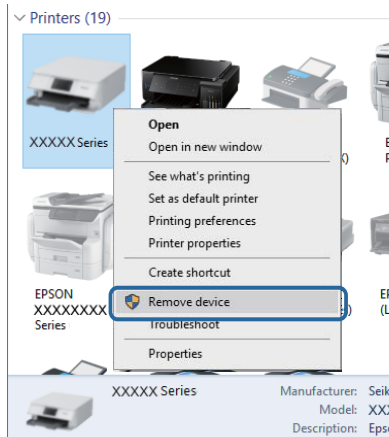 Printers (19)
XXXXX Series
Open
Open in new window
See what's printing
Set as default printer
Printing preferences
Printer properties
Create shortcut
Remove device
Troubleshoot
Properties
EPSON
XXXXXXXX
Series
XXXXX Series
Manufacturer:
Model:
Description: